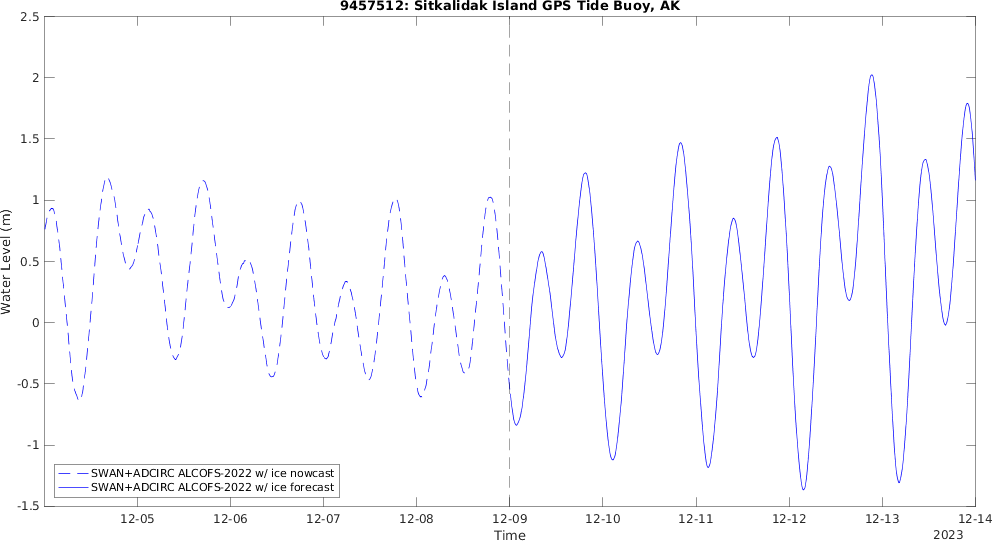 9457512: Sitkalidak Island GPS Tide Buoy, AK
2.5
2
1.5
1
0.5
0
-0.5
-1
-1.5
Water Level (m)
SWAN+ADCIRC ALCOFS-2022 w/ ice nowcast
SWAN+ADCIRC ALCOFS-2022 w/ ice forecast
12-05 12-06 12-07 12-08 12-09 12-10 12-11 12-12 12-13 12-14
Time
2023